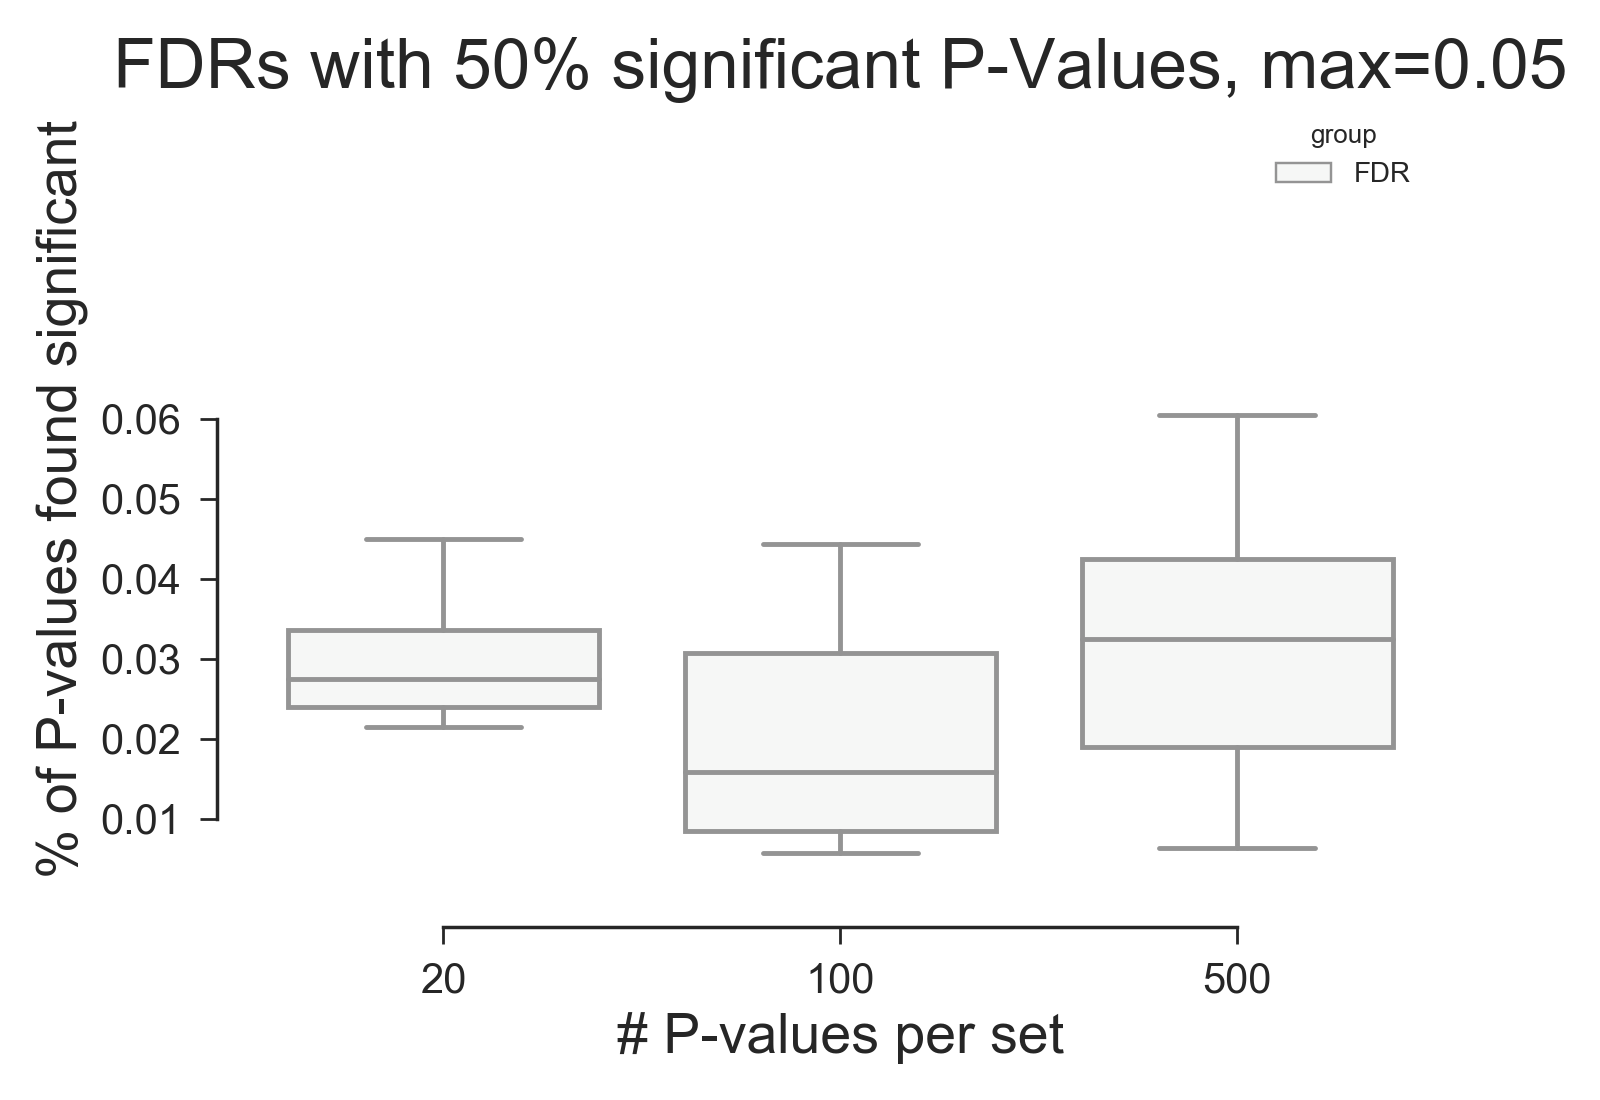 FDRs with 50% significant P-Values, max=0.05
group
FDR
% of P-values found significant
0.06
0.05
0.04
0.03
0.02
0.01
20 100 500
# P-values per set